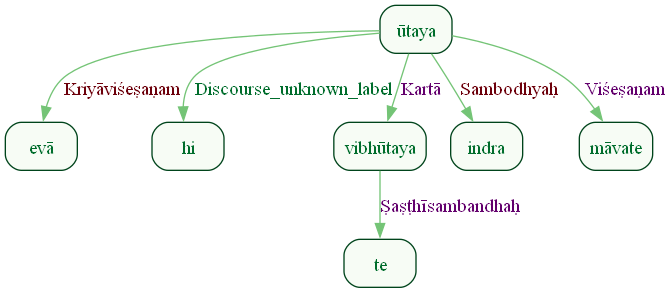 ūtaya
Kriyāviśeṣaṇam Discourse_unknown_label Kartā Sambodhyaḥ Viśeṣaṇam
evā hi vibhūtaya indra māvate
Ṣaṣṭhīsambandhaḥ
te